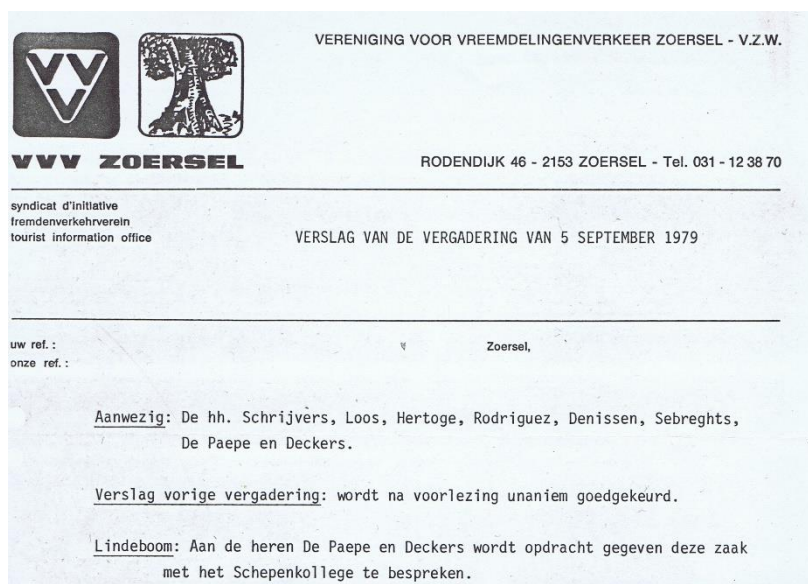 VERENIGING VOOR VREEMDELINGENVERKEER ZOERSEL - V.Z.W.
VVV
VVV ZOERSEL
RODENDIJK 46 - 2153 ZOERSEL - Tel. 031 - 12 38 70
syndicat d'initiative
fremdenverkehrverein
tourist information office
VERSLAG VAN DE VERGADERING VAN 5 SEPTEMBER 1979
uw ref. :
Zoersel,
onze ref. :
Aanwezig: De hh. Schrijvers, Loos, Hertoge, Rodriguez, Denissen, Sebreghts,
De Paepe en Deckers.
Verslag vorige vergadering: wordt na voorlezing unaniem goedgekeurd.
Lindeboom: Aan de heren De Paepe en Deckers wordt opdracht gegeven deze zaak
met het Schepenkollege te bespreken.